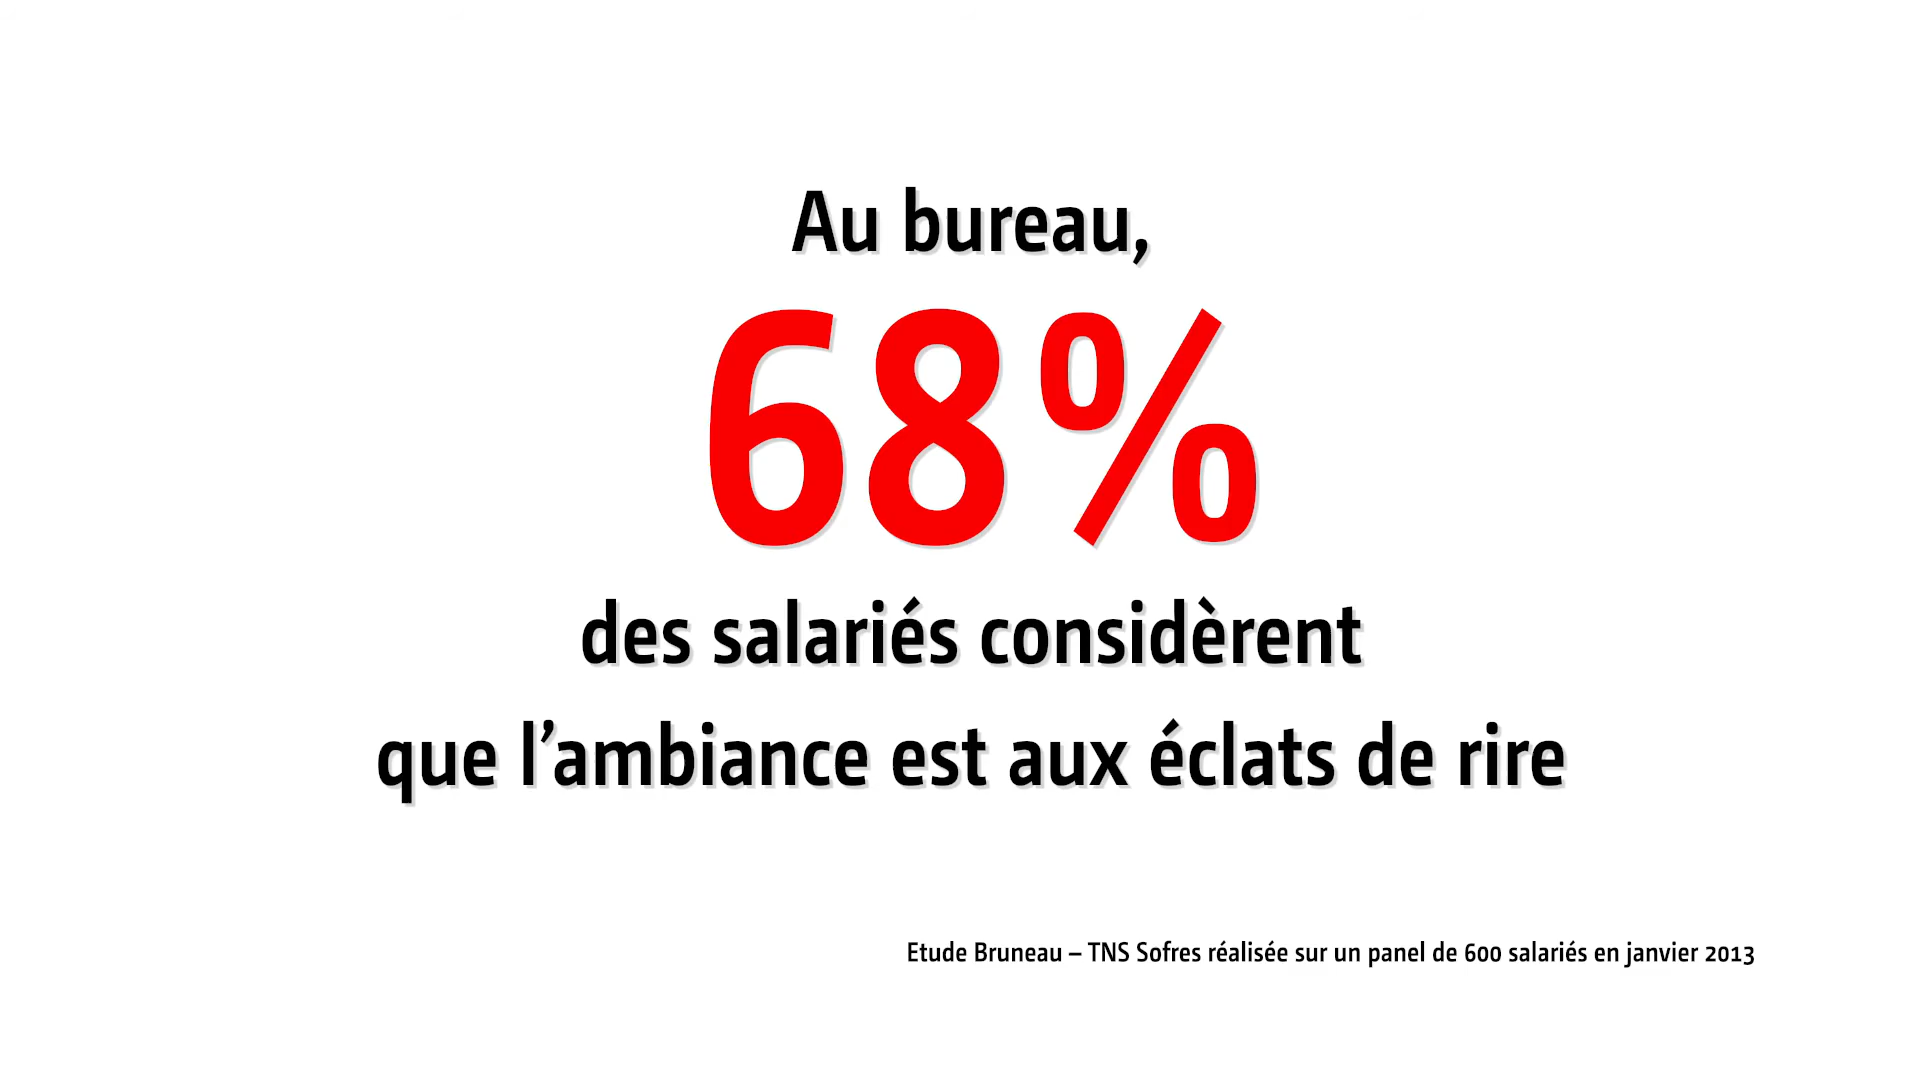 Au bureau,
68%
des salariés considèrent
que l’ambiance est aux éclats de rire
Etude Bruneau – TNS Sofres réalisée sur un panel de 600 salariés en janvier 2013